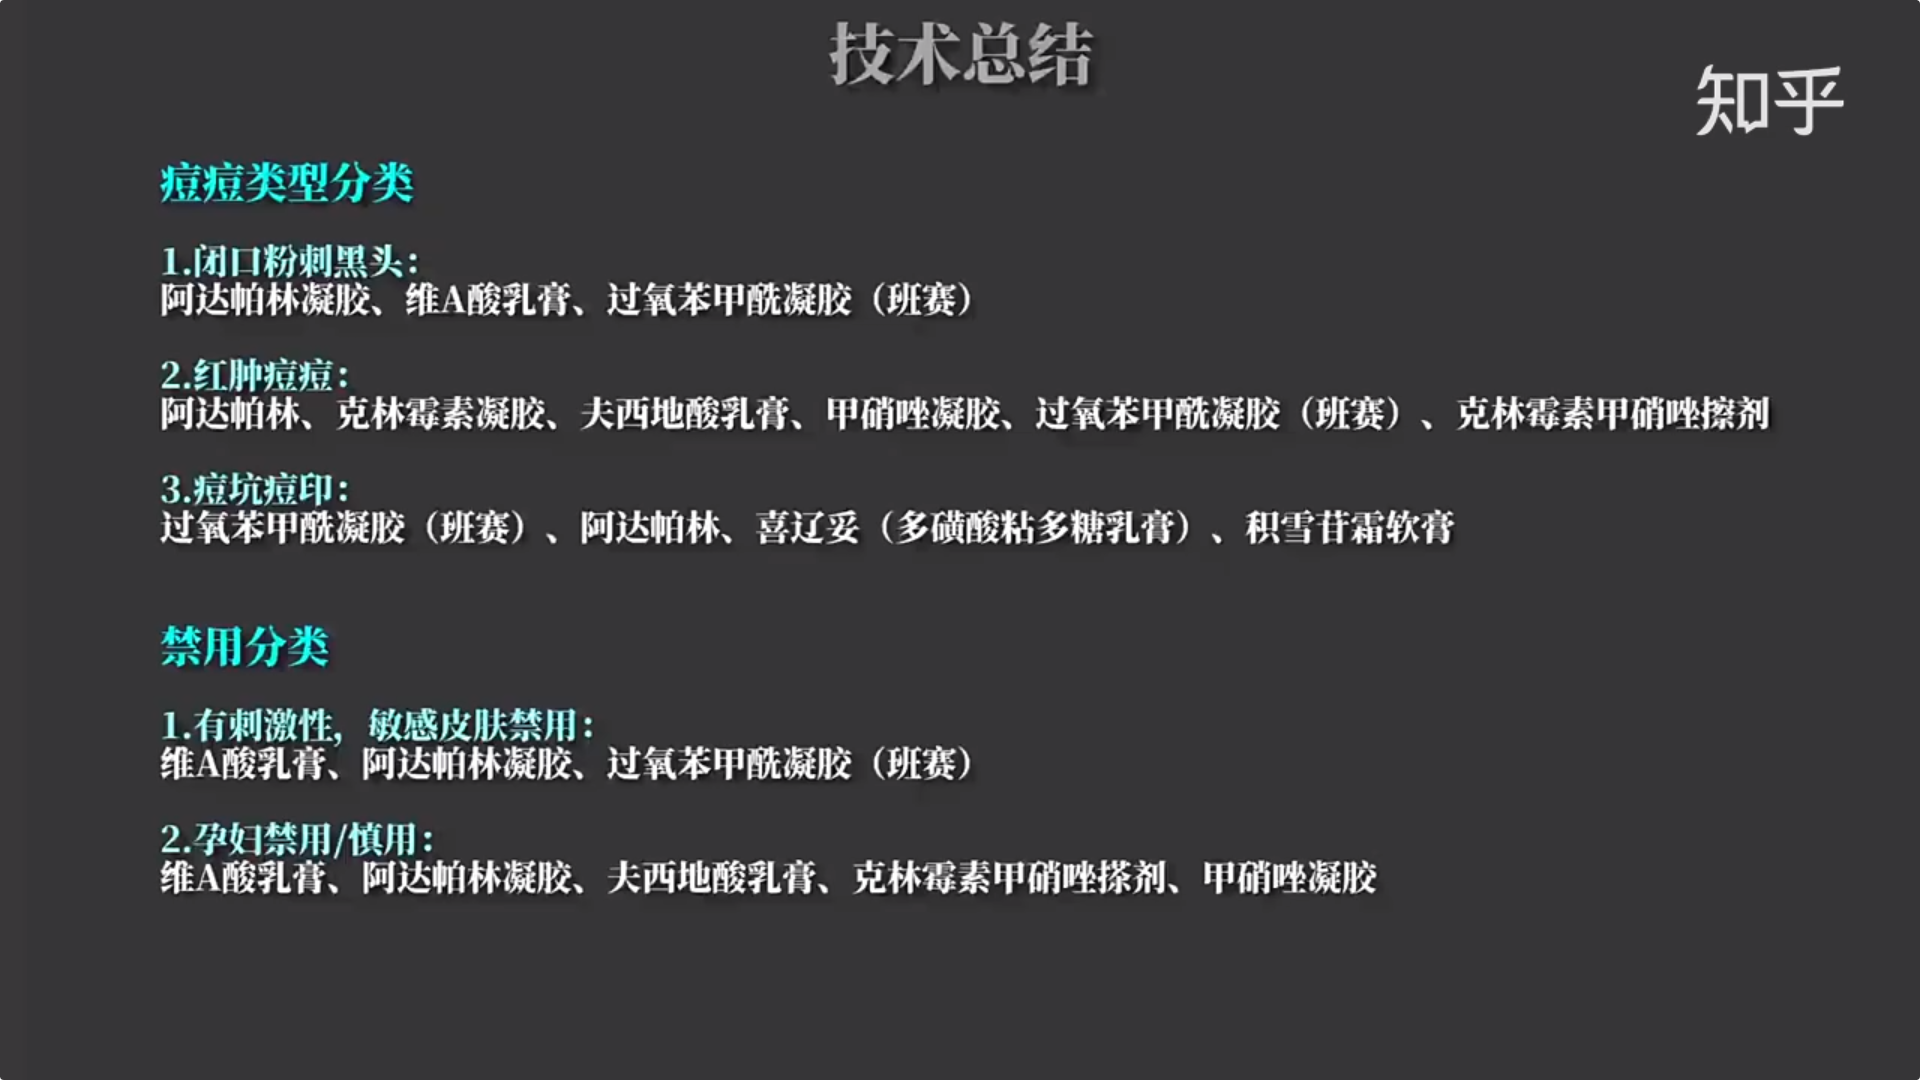 技术总结
知乎
痘痘类型分类
1.闭口粉刺黑头：
阿达帕林凝胶、维A酸乳膏、过氧苯甲酰凝胶（班赛）
2.红肿痘痘：
阿达帕林、克林霉素凝胶、夫西地酸乳膏、甲硝唑凝胶、过氧苯甲酰凝胶（班赛）、克林霉素甲硝唑擦剂
3.痘坑痘印：
过氧苯甲酰凝胶（班赛）、阿达帕林、喜辽妥（多磺酸粘多糖乳膏）、积雪苷霜软膏
禁用分类
1.有刺激性，敏感皮肤禁用：
维A酸乳膏、阿达帕林凝胶、过氧苯甲酰凝胶（班赛）
2.孕妇禁用/慎用：
维A酸乳膏、阿达帕林凝胶、夫西地酸乳膏、克林霉素甲硝唑搽剂、甲硝唑凝胶